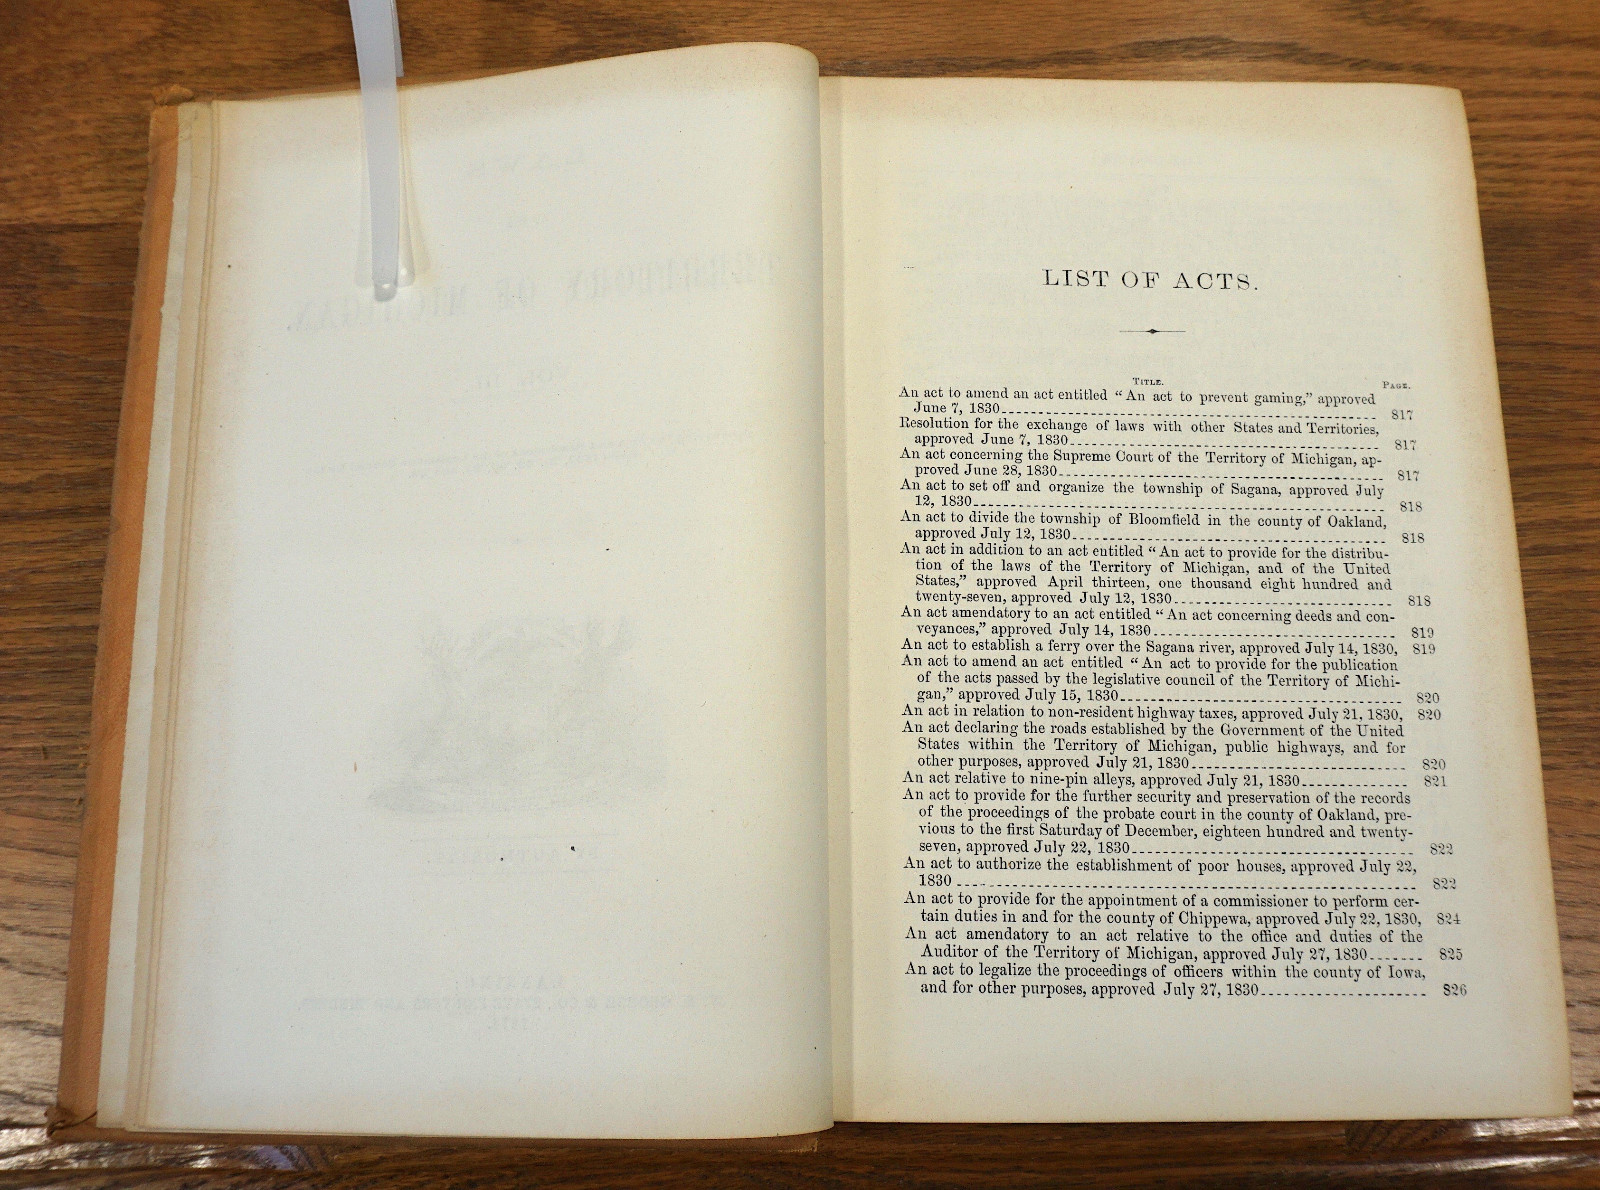 LIST OF ACTS.
TITLE. PAGE.
An act to amend an act entitled “An act to prevent gaming,” approved
June 7, 1830 817
Resolution for the exchange of laws with other States and Territories,
approved June 7, 1830 817
An act concerning the Supreme Court of the Territory of Michigan, ap-
proved June 28, 1830 817
An act to set off and organize the township of Sagana, approved July
12, 1830 818
An act to divide the township of Bloomfield in the county of Oakland,
approved July 12, 1830 818
An act in addition to an act entitled “An act to provide for the distribu-
tion of the laws of the Territory of Michigan, and of the United
States,” approved April thirteen, one thousand eight hundred and
twenty-seven, approved July 12, 1830 818
An act amendatory to an act entitled “An act concerning deeds and con-
veyances,” approved July 14, 1830 819
An act to establish a ferry over the Sagana river, approved July 14, 1830, 819
An act to amend an act entitled “An act to provide for the publication
of the acts passed by the legislative council of the Territory of Michi-
gan,” approved July 15, 1830 820
An act in relation to non-resident highway taxes, approved July 21, 1830, 820
An act declaring the roads established by the Government of the United
States within the Territory of Michigan, public highways, and for
other purposes, approved July 21, 1830 820
An act relative to nine-pin alleys, approved July 21, 1830 821
An act to provide for the further security and preservation of the records
of the proceedings of the probate court in the county of Oakland, pre-
vious to the first Saturday of December, eighteen hundred and twenty-
seven, approved July 22, 1830 822
An act to authorize the establishment of poor houses, approved July 22,
1830 822
An act to provide for the appointment of a commissioner to perform cer-
tain duties in and for the county of Chippewa, approved July 22, 1830, 824
An act amendatory to an act relative to the office and duties of the
Auditor of the Territory of Michigan, approved July 27, 1830 825
An act to legalize the proceedings of officers within the county of Iowa,
and for other purposes, approved July 27, 1830 826